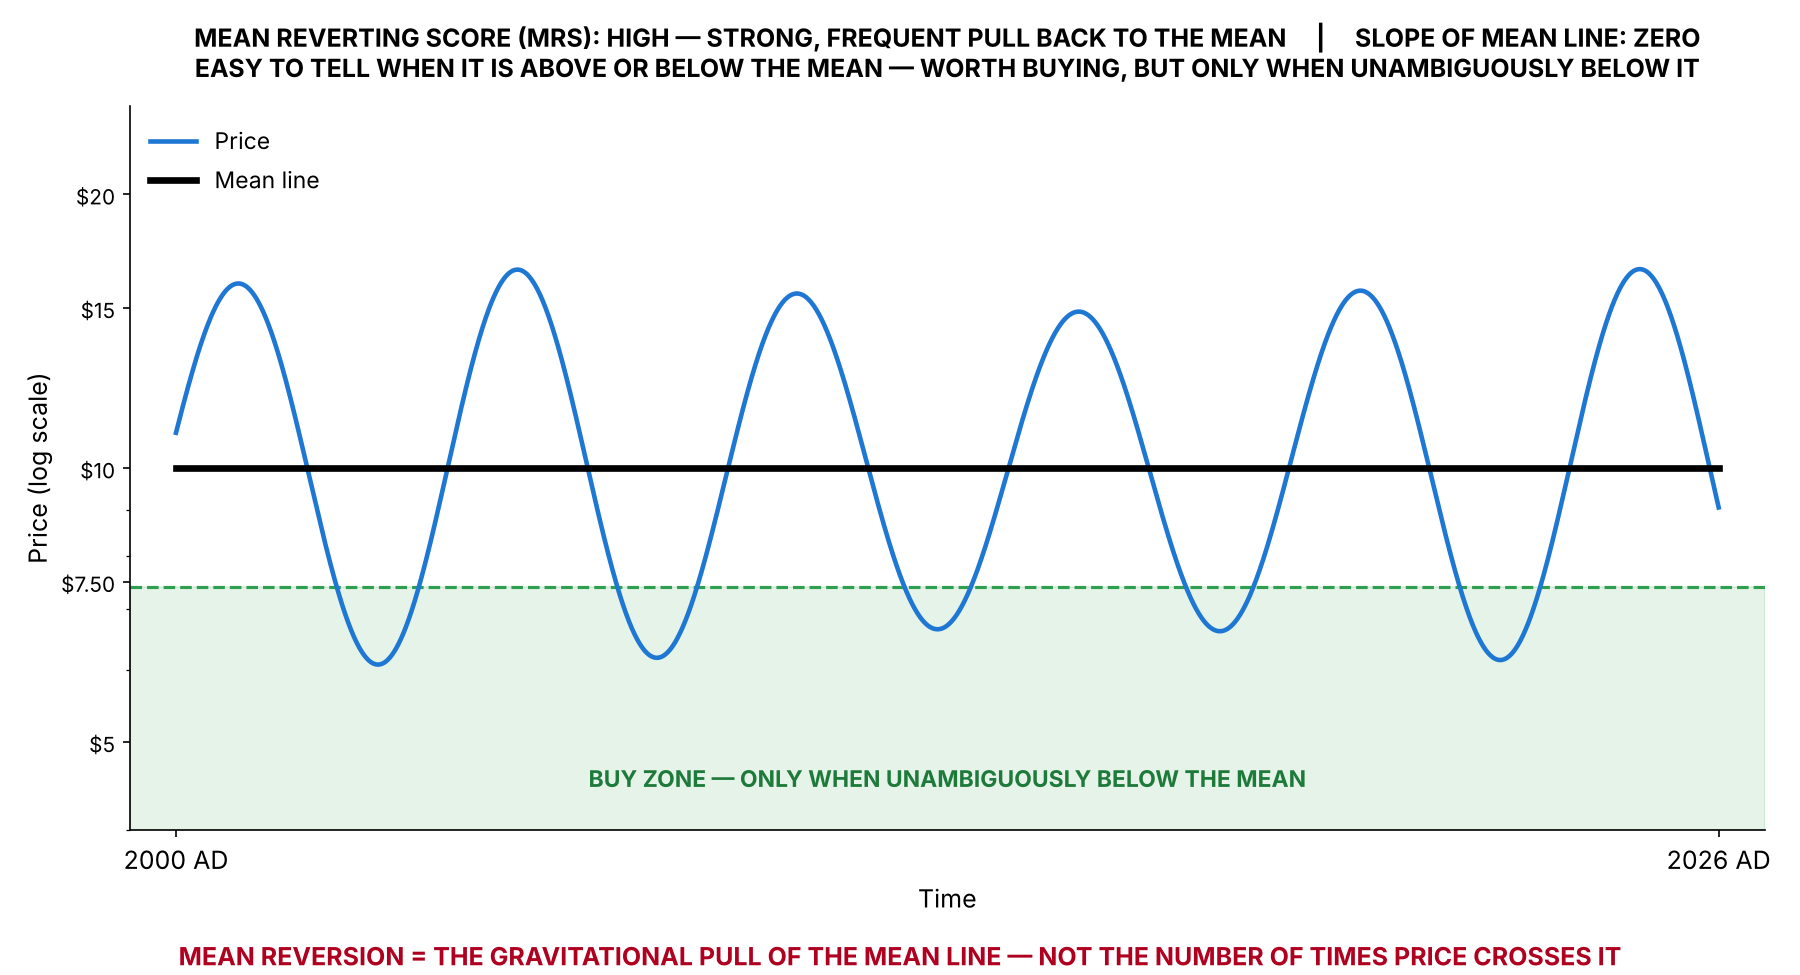 MEAN REVERTING SCORE (MRS): HIGH — STRONG, FREQUENT PULL BACK TO THE MEAN | SLOPE OF MEAN LINE: ZERO
EASY TO TELL WHEN IT IS ABOVE OR BELOW THE MEAN — WORTH BUYING, BUT ONLY WHEN UNAMBIGUOUSLY BELOW IT
Price
Mean line
$20
$15
$10
$7.50
$5
Price (log scale)
BUY ZONE — ONLY WHEN UNAMBIGUOUSLY BELOW THE MEAN
2000 AD
2026 AD
Time
MEAN REVERSION = THE GRAVITATIONAL PULL OF THE MEAN LINE — NOT THE NUMBER OF TIMES PRICE CROSSES IT